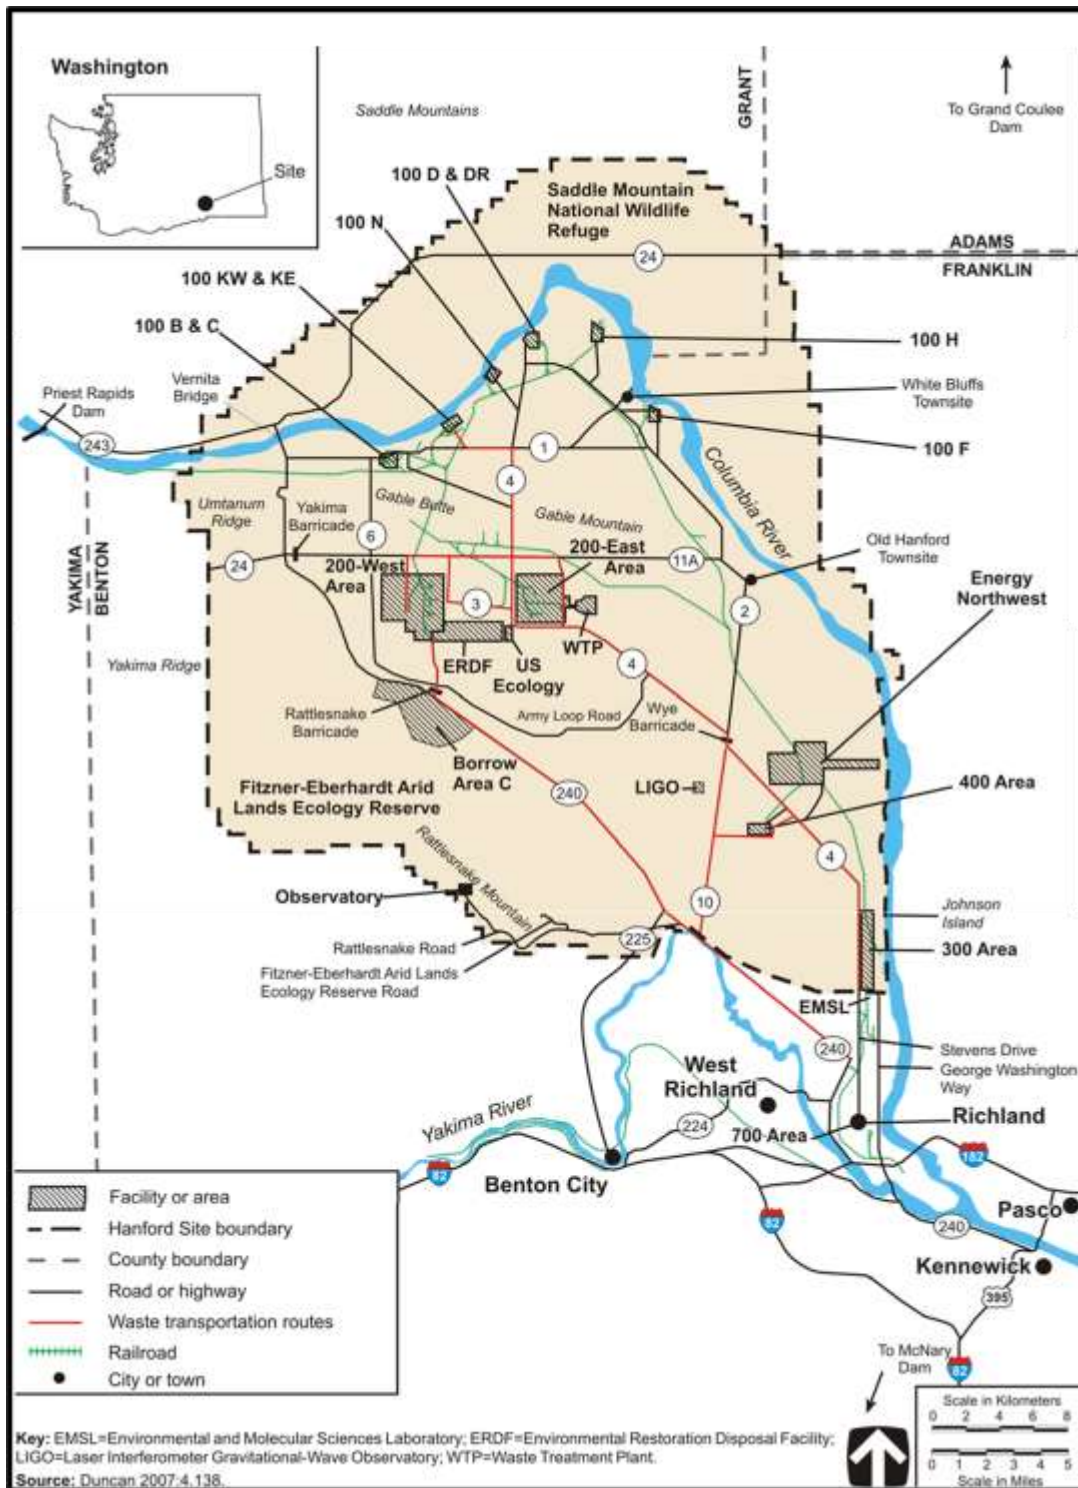 Washington
Site
Saddle Mountains
GRANT
To Grand Coulee
Dam
100 D & DR
Saddle Mountain
National Wildlife
Refuge
100 N
24
ADAMS
FRANKLIN
100 KW & KE
100 B & C
100 H
Vernita
Bridge
White Bluffs
Townsite
Priest Rapids
Dam
243
1
100 F
4
Columbia River
Umtanum
Ridge
Yakima
Barricade
Gable Butte
Gable Mountain
6
Old Hanford
Townsite
24
200-West
Area
200-East
Area
11A
Energy
Northwest
YAKIMA
BENTON
3
2
WTP
ERDF
US
Ecology
4
Yakima Ridge
Rattlesnake
Barricade
Army Loop Road
Wye
Barricade
Borrow
Area C
240
LIGO
400 Area
Fitzner-Eberhardt Arid
Lands Ecology Reserve
Rattlesnake Mountain
4
Observatory
10
Johnson
Island
Rattlesnake Road
225
300 Area
Fitzner-Eberhardt Arid Lands
Ecology Reserve Road
EMSL
240
Stevens Drive
George Washington
Way
West
Richland
Yakima River
224
700 Area
Richland
82
Benton City
182
82
240
Pasco
Kennewick
395
To McNary
Dam
82
Facility or area
Hanford Site boundary
County boundary
Road or highway
Waste transportation routes
Railroad
City or town
Scale in Kilometers
0 2 4 6 8
0 1 2 3 4 5
Scale in Miles
Key: EMSL=Environmental and Molecular Sciences Laboratory; ERDF=Environmental Restoration Disposal Facility;
LIGO=Laser Interferometer Gravitational-Wave Observatory; WTP=Waste Treatment Plant.
Source: Duncan 2007:4.138.